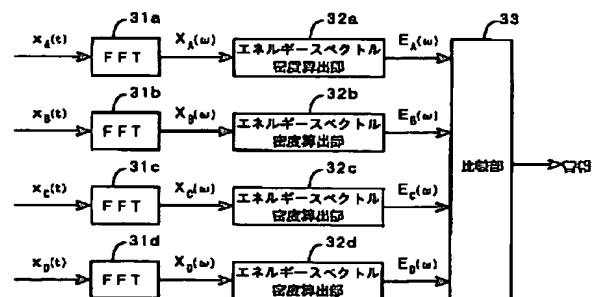 31a
32a
33
x_A(t)
FFT
X_A(ω)
エネルギースペクトル
密度算出部
E_A(ω)
31b
32b
x_B(t)
FFT
X_B(ω)
エネルギースペクトル
密度算出部
E_B(ω)
比較部
31c
32c
x_C(t)
FFT
X_C(ω)
エネルギースペクトル
密度算出部
E_C(ω)
31d
32d
x_D(t)
FFT
X_D(ω)
エネルギースペクトル
密度算出部
E_D(ω)